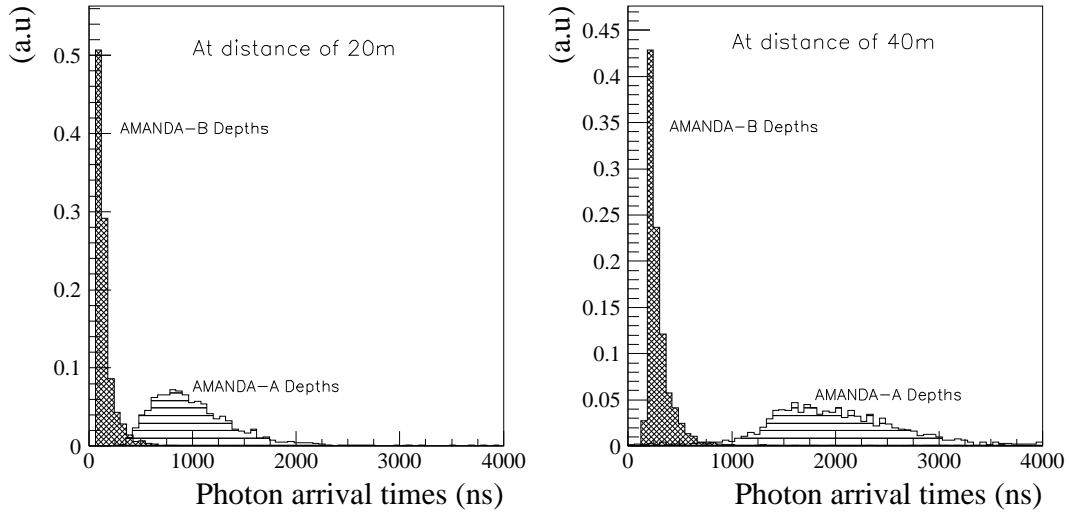 (a.u)
At distance of 20m
AMANDA-B Depths
AMANDA-A Depths
0.5
0.4
0.3
0.2
0.1
0
0 1000 2000 3000 4000
Photon arrival times (ns)
(a.u)
At distance of 40m
AMANDA-B Depths
AMANDA-A Depths
0.45
0.4
0.35
0.3
0.25
0.2
0.15
0.1
0.05
0
0 1000 2000 3000 4000
Photon arrival times (ns)